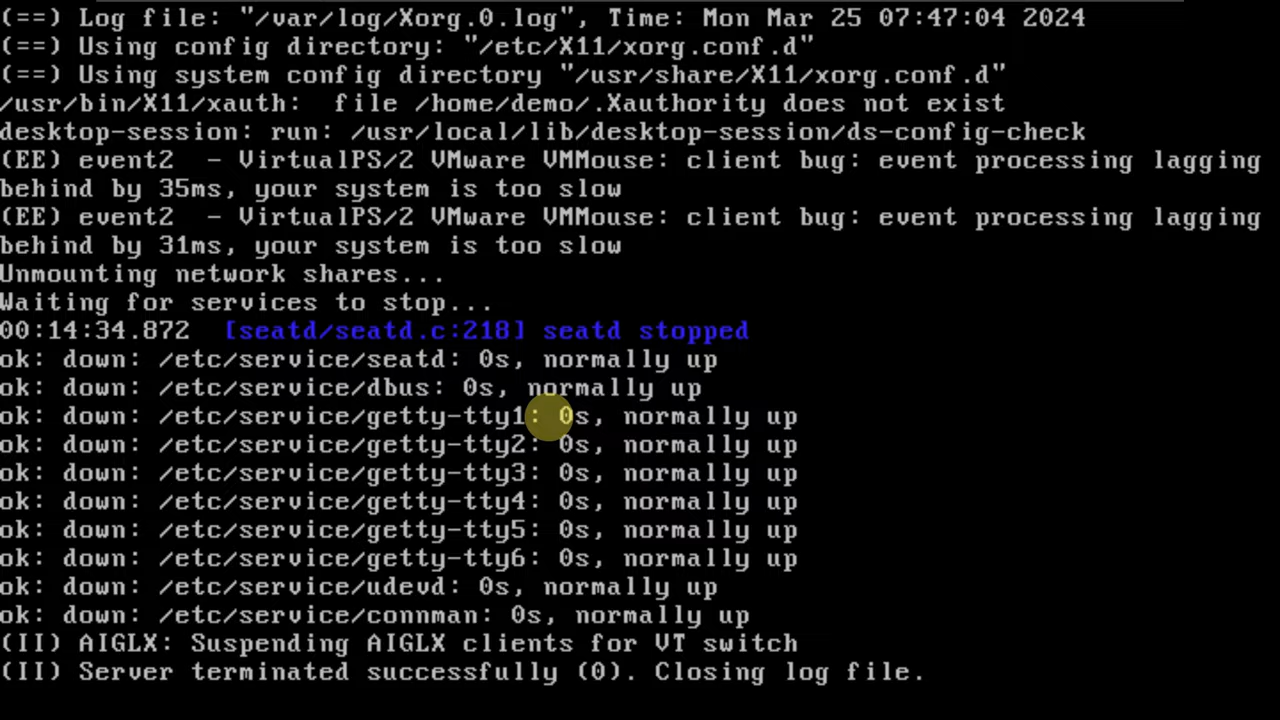 (==) Log file: "/var/log/Xorg.0.log", Time: Mon Mar 25 07:47:04 2024
(==) Using config directory: "/etc/X11/xorg.conf.d"
(==) Using system config directory "/usr/share/X11/xorg.conf.d"
/usr/bin/X11/xauth:  file /home/demo/.Xauthority does not exist
desktop-session: run: /usr/local/lib/desktop-session/ds-config-check
(EE) event2  - VirtualPS/2 VMware VMMouse: client bug: event processing lagging
behind by 35ms, your system is too slow
(EE) event2  - VirtualPS/2 VMware VMMouse: client bug: event processing lagging
behind by 31ms, your system is too slow
Unmounting network shares...
Waiting for services to stop...
00:14:34.872  [seatd/seatd.c:218] seatd stopped
ok: down: /etc/service/seatd: 0s, normally up
ok: down: /etc/service/dbus: 0s, normally up
ok: down: /etc/service/getty-tty1: 0s, normally up
ok: down: /etc/service/getty-tty2: 0s, normally up
ok: down: /etc/service/getty-tty3: 0s, normally up
ok: down: /etc/service/getty-tty4: 0s, normally up
ok: down: /etc/service/getty-tty5: 0s, normally up
ok: down: /etc/service/getty-tty6: 0s, normally up
ok: down: /etc/service/udevd: 0s, normally up
ok: down: /etc/service/connman: 0s, normally up
(II) AIGLX: Suspending AIGLX clients for VT switch
(II) Server terminated successfully (0). Closing log file.